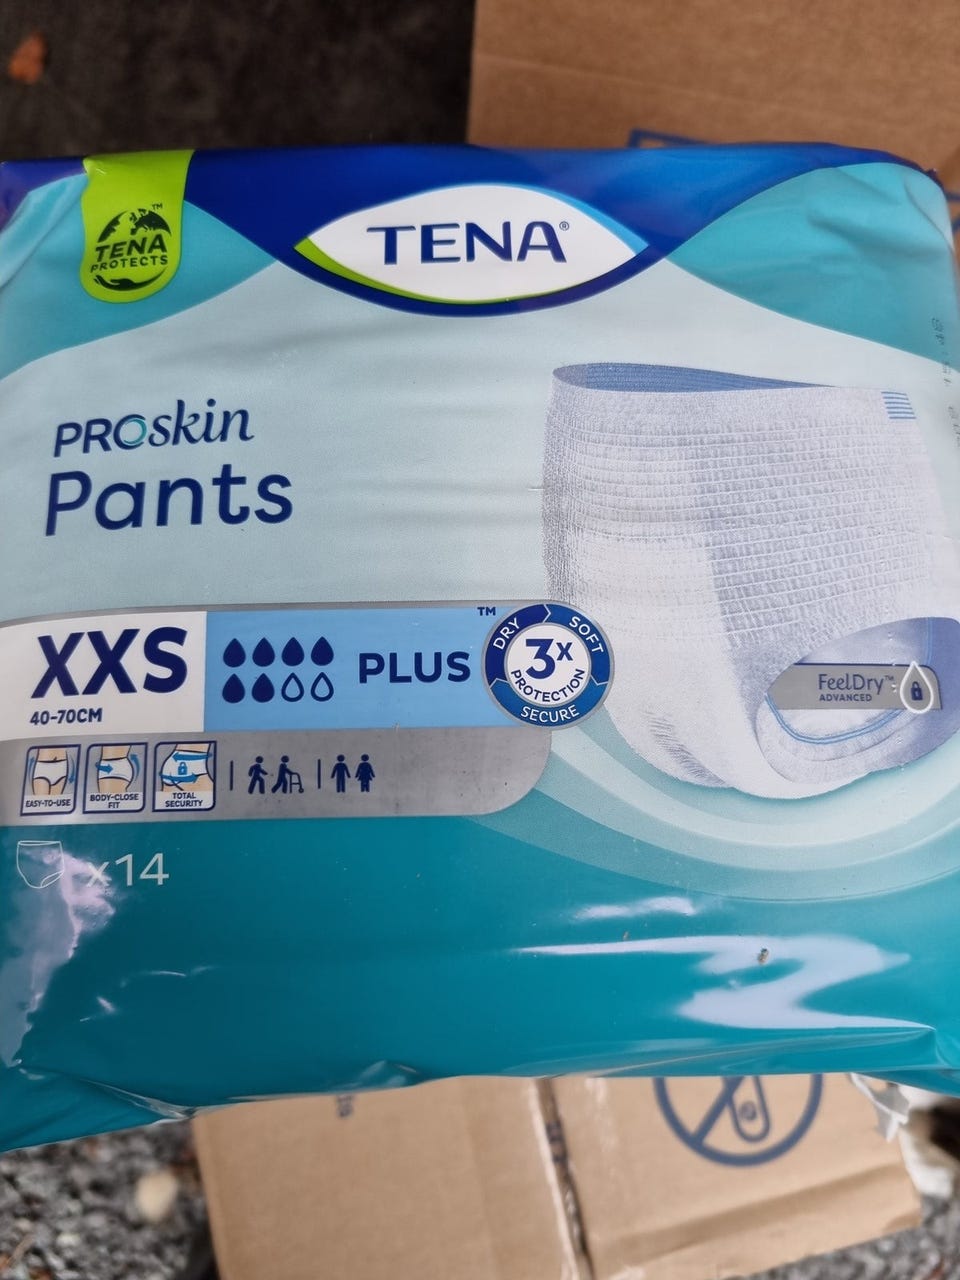 TENA®
TENA™
PROTECTS
PROskin
Pants
XXS
40-70CM
PLUS
™
DRY
SOFT
3x
PROTECTION
SECURE
FeelDry™
ADVANCED
EASY-TO-USE
BODY-CLOSE
FIT
TOTAL
SECURITY
x14